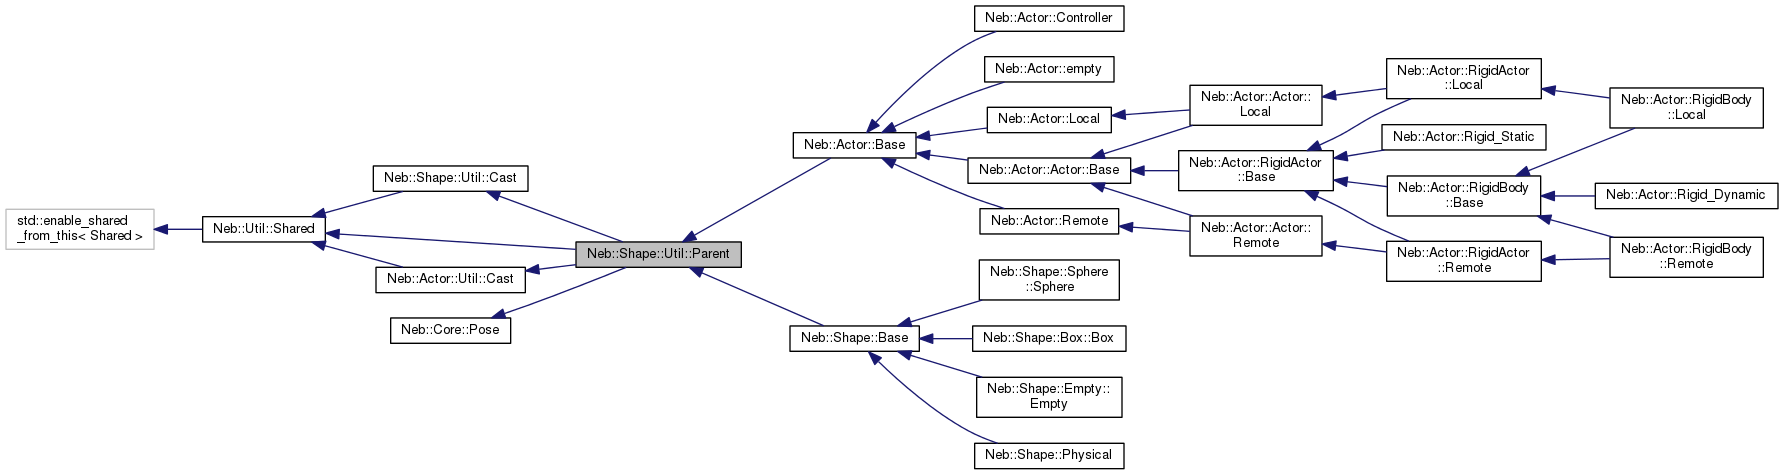 std::enable_shared
_from_this< Shared >
Neb::Util::Shared
Neb::Shape::Util::Cast
Neb::Actor::Util::Cast
Neb::Core::Pose
Neb::Shape::Util::Parent
Neb::Actor::Base
Neb::Shape::Base
Neb::Actor::Controller
Neb::Actor::empty
Neb::Actor::Local
Neb::Actor::Actor::Base
Neb::Actor::Remote
Neb::Shape::Sphere
::Sphere
Neb::Shape::Box::Box
Neb::Shape::Empty::
Empty
Neb::Shape::Physical
Neb::Actor::Actor::
Local
Neb::Actor::RigidActor
::Base
Neb::Actor::Actor::
Remote
Neb::Actor::RigidActor
::Local
Neb::Actor::Rigid_Static
Neb::Actor::RigidBody
::Base
Neb::Actor::RigidActor
::Remote
Neb::Actor::RigidBody
::Local
Neb::Actor::Rigid_Dynamic
Neb::Actor::RigidBody
::Remote